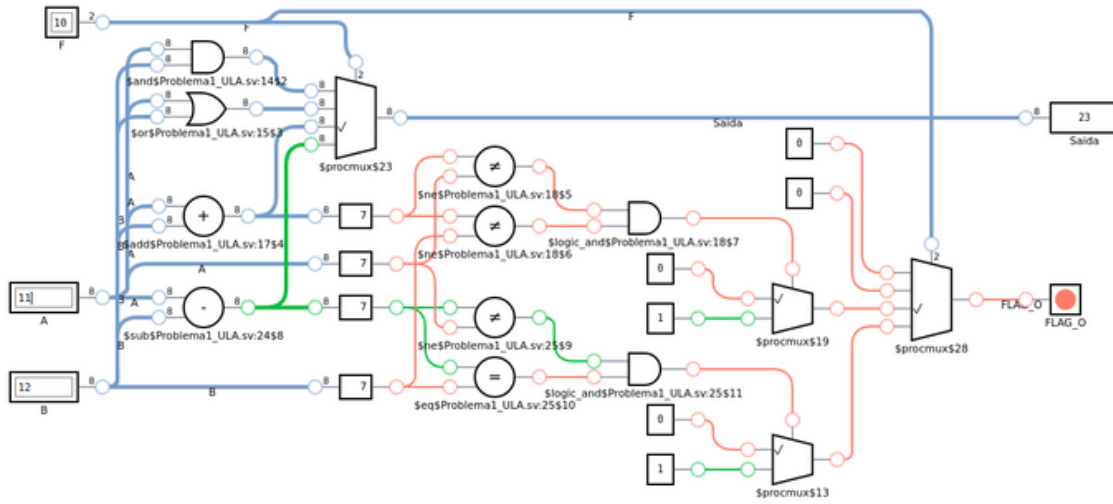 F
F
10
2
F
2
8
8
8
$and$Problema1_ULA.sv:14$2
8
8
8
$or$Problema1_ULA.sv:15$3
8
8
8
8
8
$procmux$23
Saida
8
23
Saida
0
0
A
A
8
8
+
8
8
7
$add$Problema1_ULA.sv:17$4
A
A
8
7
≠
$ne$Problema1_ULA.sv:18$5
≠
$ne$Problema1_ULA.sv:18$6
$logic_and$Problema1_ULA.sv:18$7
0
1
$procmux$19
2
$procmux$28
FLAG_O
FLAG_O
11
8
A
A
8
8
-
8
8
7
$sub$Problema1_ULA.sv:24$8
B
≠
$ne$Problema1_ULA.sv:25$9
=
$eq$Problema1_ULA.sv:25$10
$logic_and$Problema1_ULA.sv:25$11
12
8
B
B
8
7
0
1
$procmux$13